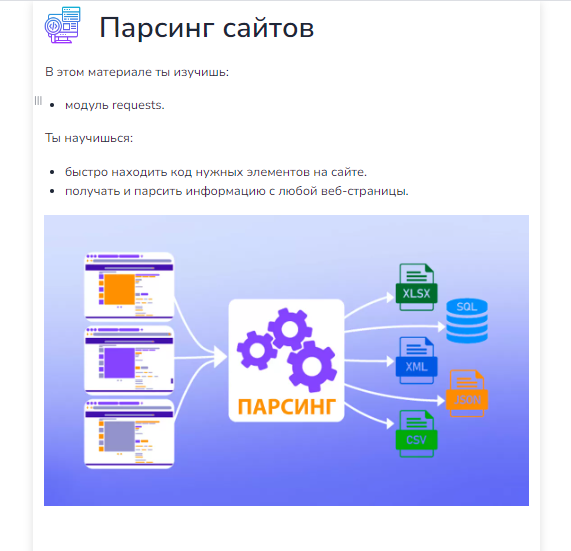 Парсинг сайтов
В этом материале ты изучишь:
модуль requests.
Ты научишься:
быстро находить код нужных элементов на сайте.
получать и парсить информацию с любой веб-страницы.
XLSX
SQL
XML
ПАРСИНГ
JSON
CSV